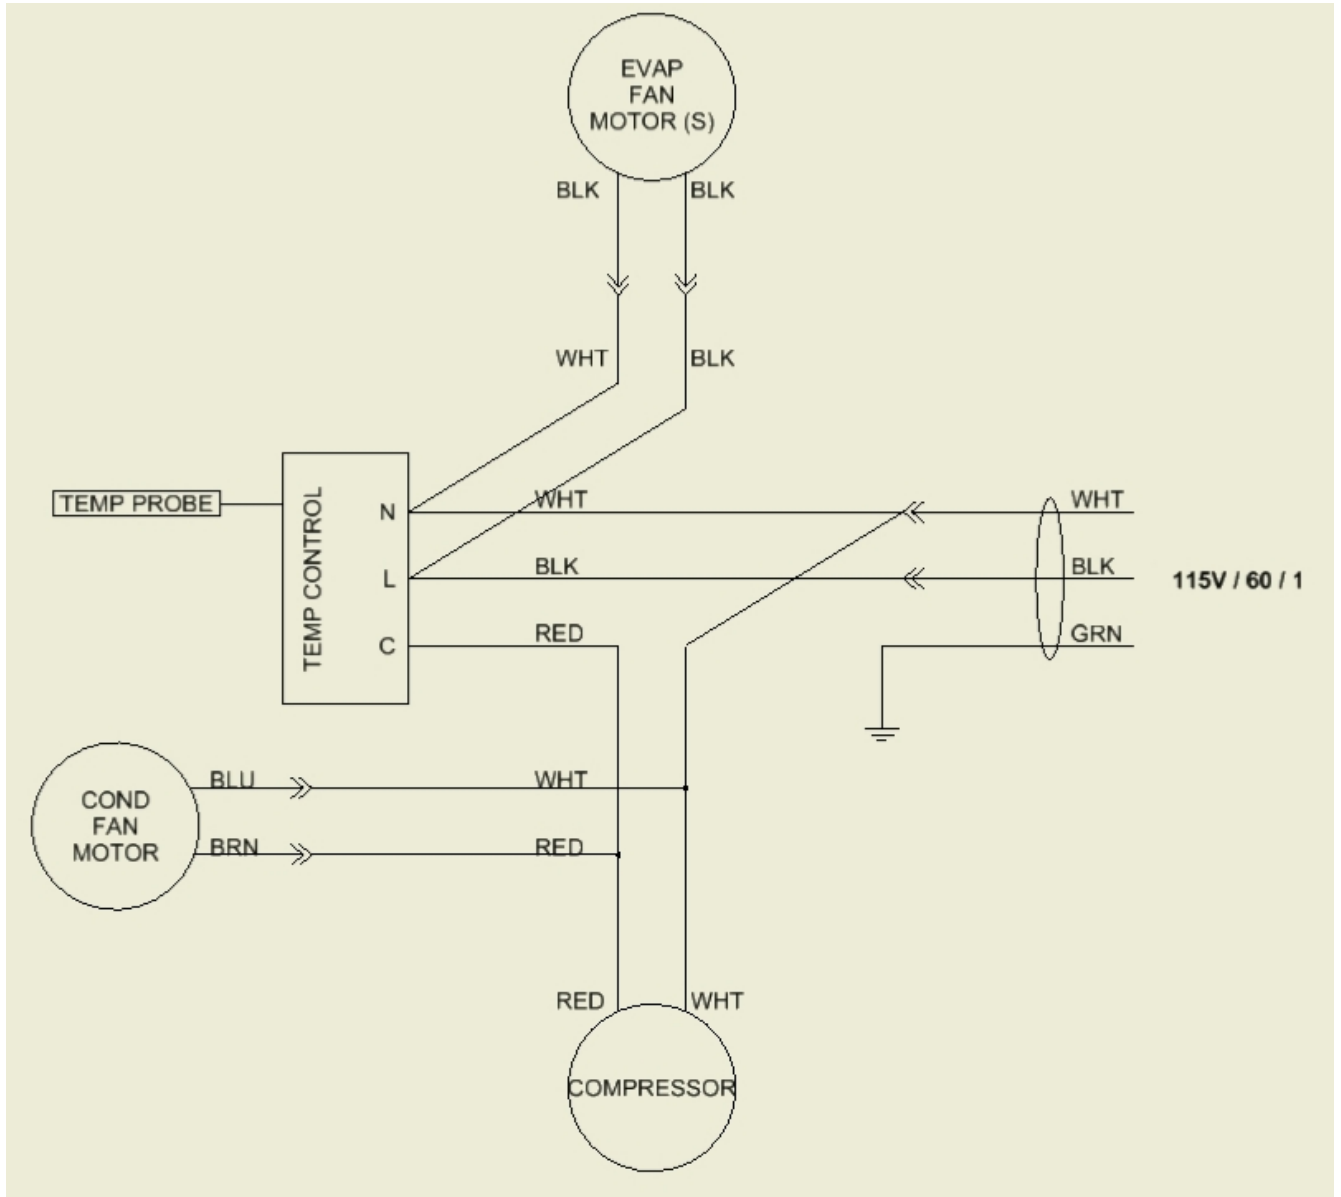 EVAP
FAN
MOTOR (S)
BLK BLK
WHT BLK
TEMP PROBE
TEMP CONTROL
N WHT WHT
L BLK BLK 115V / 60 / 1
C RED GRN
COND
FAN
MOTOR
BLU WHT
BRN RED
RED WHT
COMPRESSOR